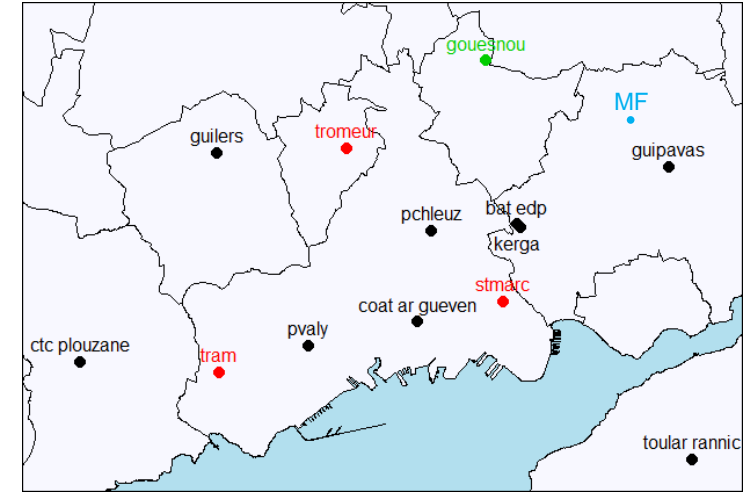 gouesnou
MF
tromeur
guilers
guipavas
bat edp
pchleuz
kerga
stmarc
coat ar gueven
pvaly
ctc plouzane
tram
toular rannic